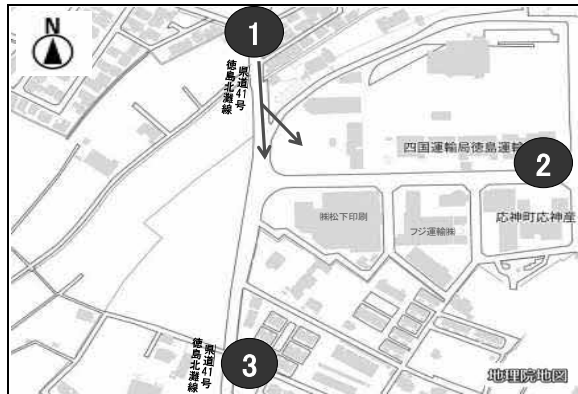 N
1
県道41号
徳島北灘線
四国運輸局徳島運輸
2
㈱松下印刷
フジ運輸㈱
応神町応神産
県道41号
徳島北灘線
3
地理院地図